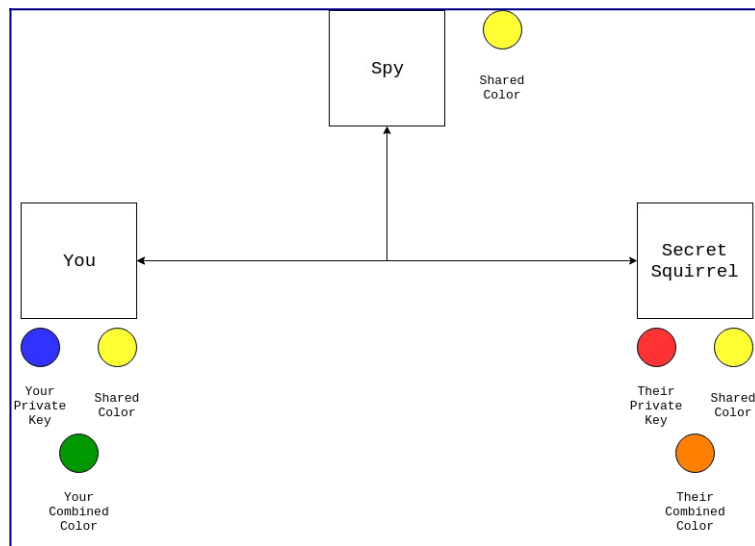 Spy
Shared
Color
You
Secret
Squirrel
Your
Private
Key
Shared
Color
Their
Private
Key
Shared
Color
Your
Combined
Color
Their
Combined
Color